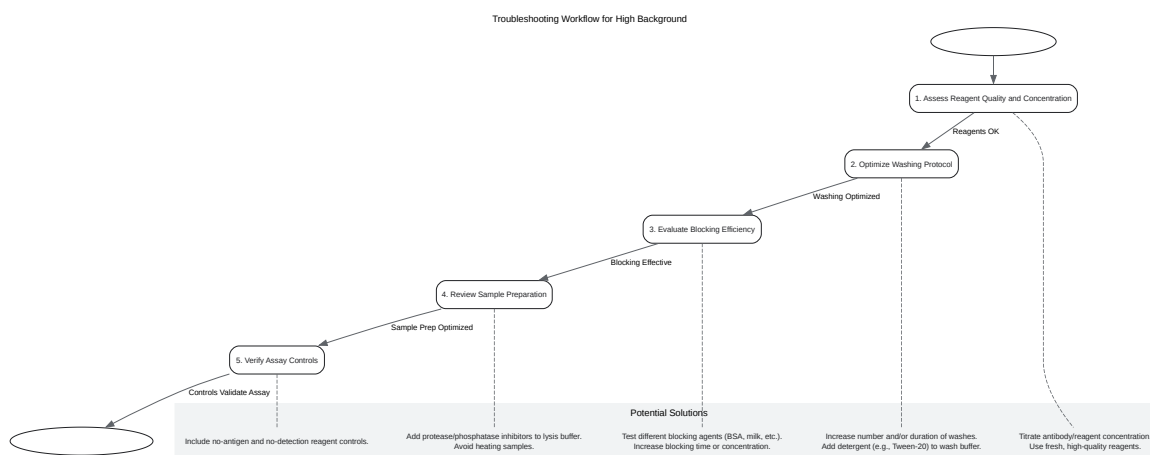 Troubleshooting Workflow for High Background
1. Assess Reagent Quality and Concentration
Reagents OK
2. Optimize Washing Protocol
Washing Optimized
3. Evaluate Blocking Efficiency
Blocking Effective
4. Review Sample Preparation
Sample Prep Optimized
5. Verify Assay Controls
Controls Validate Assay
Potential Solutions
Include no-antigen and no-detection reagent controls.
Add protease/phosphatase inhibitors to lysis buffer.
Avoid heating samples.
Test different blocking agents (BSA, milk, etc.).
Increase blocking time or concentration.
Increase number and/or duration of washes.
Add detergent (e.g., Tween-20) to wash buffer.
Titrate antibody/reagent concentration
Use fresh, high-quality reagents.